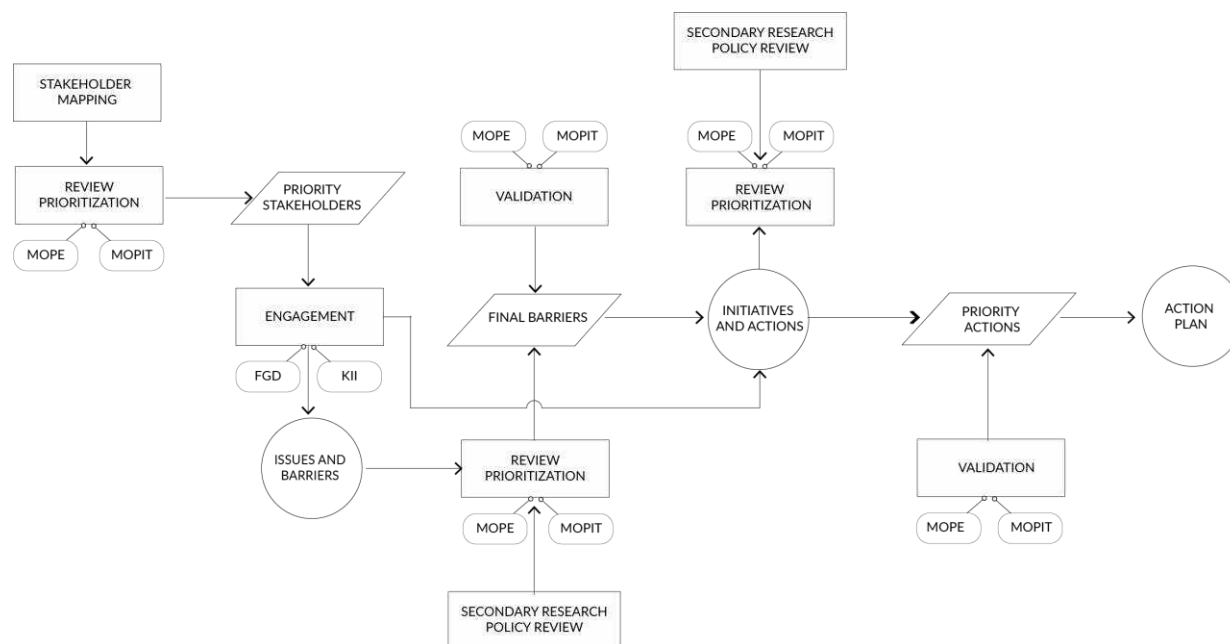 SECONDARY RESEARCH
POLICY REVIEW
STAKEHOLDER
MAPPING
MOPE
MOPIT
MOPE
MOPIT
REVIEW
PRIORITIZATION
PRIORITY
STAKEHOLDERS
VALIDATION
REVIEW
PRIORITIZATION
MOPE
MOPIT
ENGAGEMENT
FINAL BARRIERS
INITIATIVES
AND ACTIONS
PRIORITY
ACTIONS
ACTION
PLAN
FGD
KII
ISSUES AND
BARRIERS
REVIEW
PRIORITIZATION
VALIDATION
MOPE
MOPIT
MOPE
MOPIT
SECONDARY RESEARCH
POLICY REVIEW